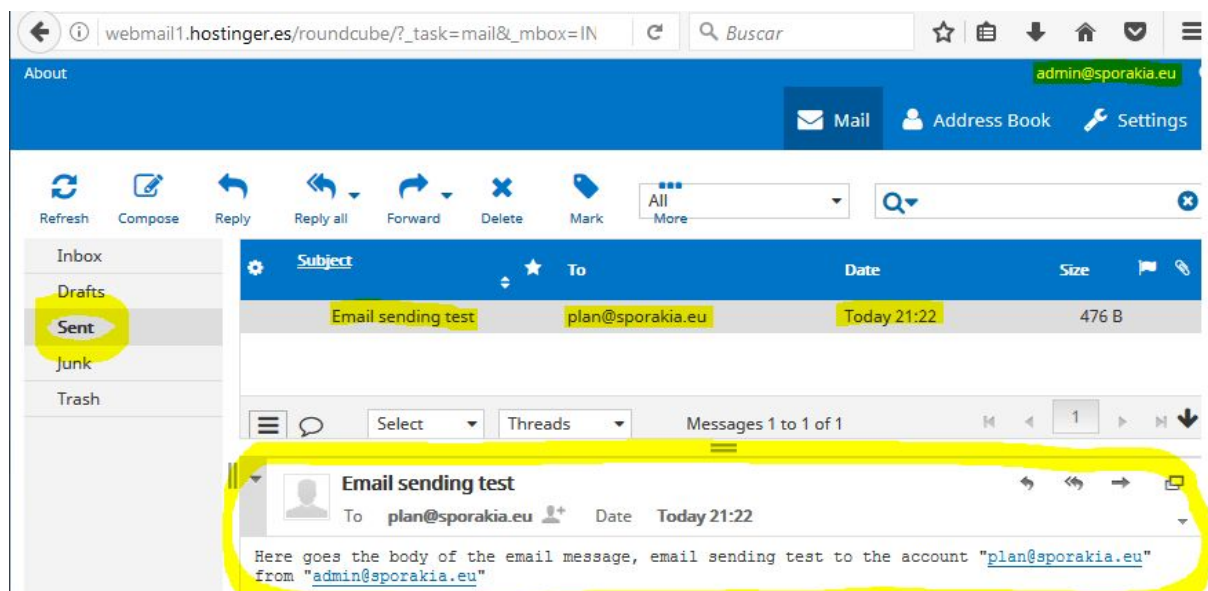 webmail1.hostinger.es/roundcube/?_task=mail&_mbox=IN Buscar
About admin@sporakia.eu
Mail Address Book Settings
Refresh Compose Reply Reply all Forward Delete Mark More All
Inbox
Drafts
Sent
Junk
Trash
Subject To Date Size
Email sending test plan@sporakia.eu Today 21:22 476 B
Select Threads Messages 1 to 1 of 1 1
Email sending test
To plan@sporakia.eu Date Today 21:22
Here goes the body of the email message, email sending test to the account "plan@sporakia.eu"
from "admin@sporakia.eu"